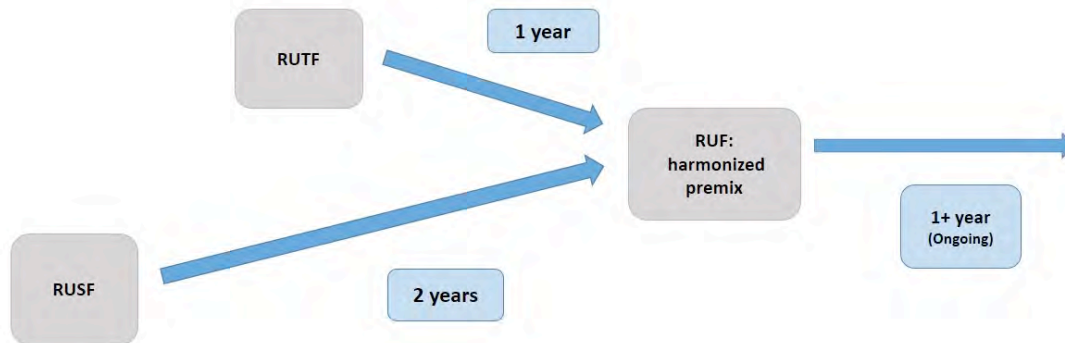 1 year
RUTF
RUF:
harmonized
premix
1+ year
(Ongoing)
RUSF
2 years